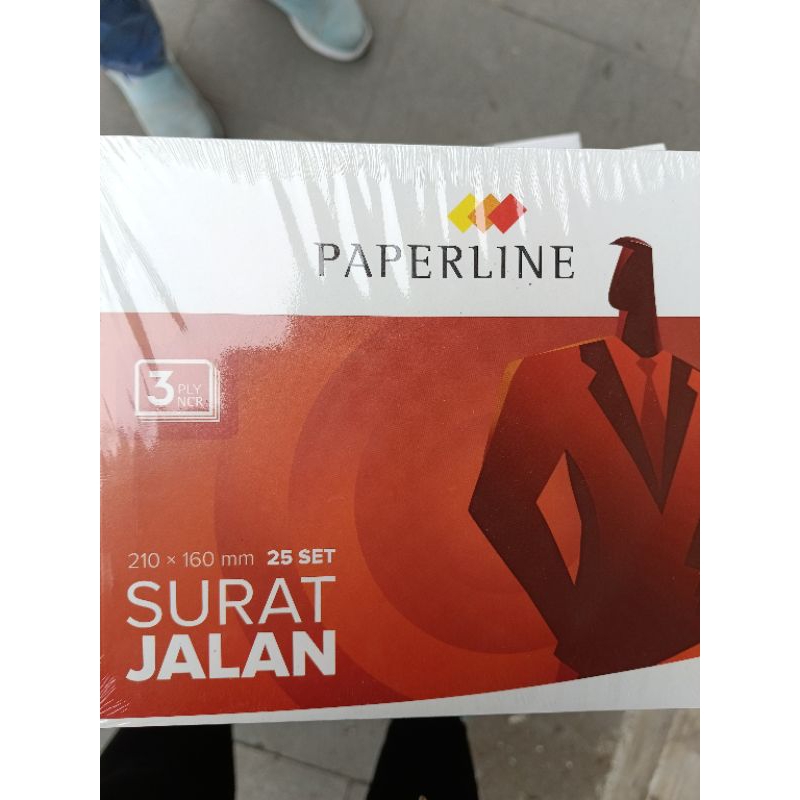 PAPERLINE
3 PLY
NCR
210 × 160 mm 25 SET
SURAT
JALAN